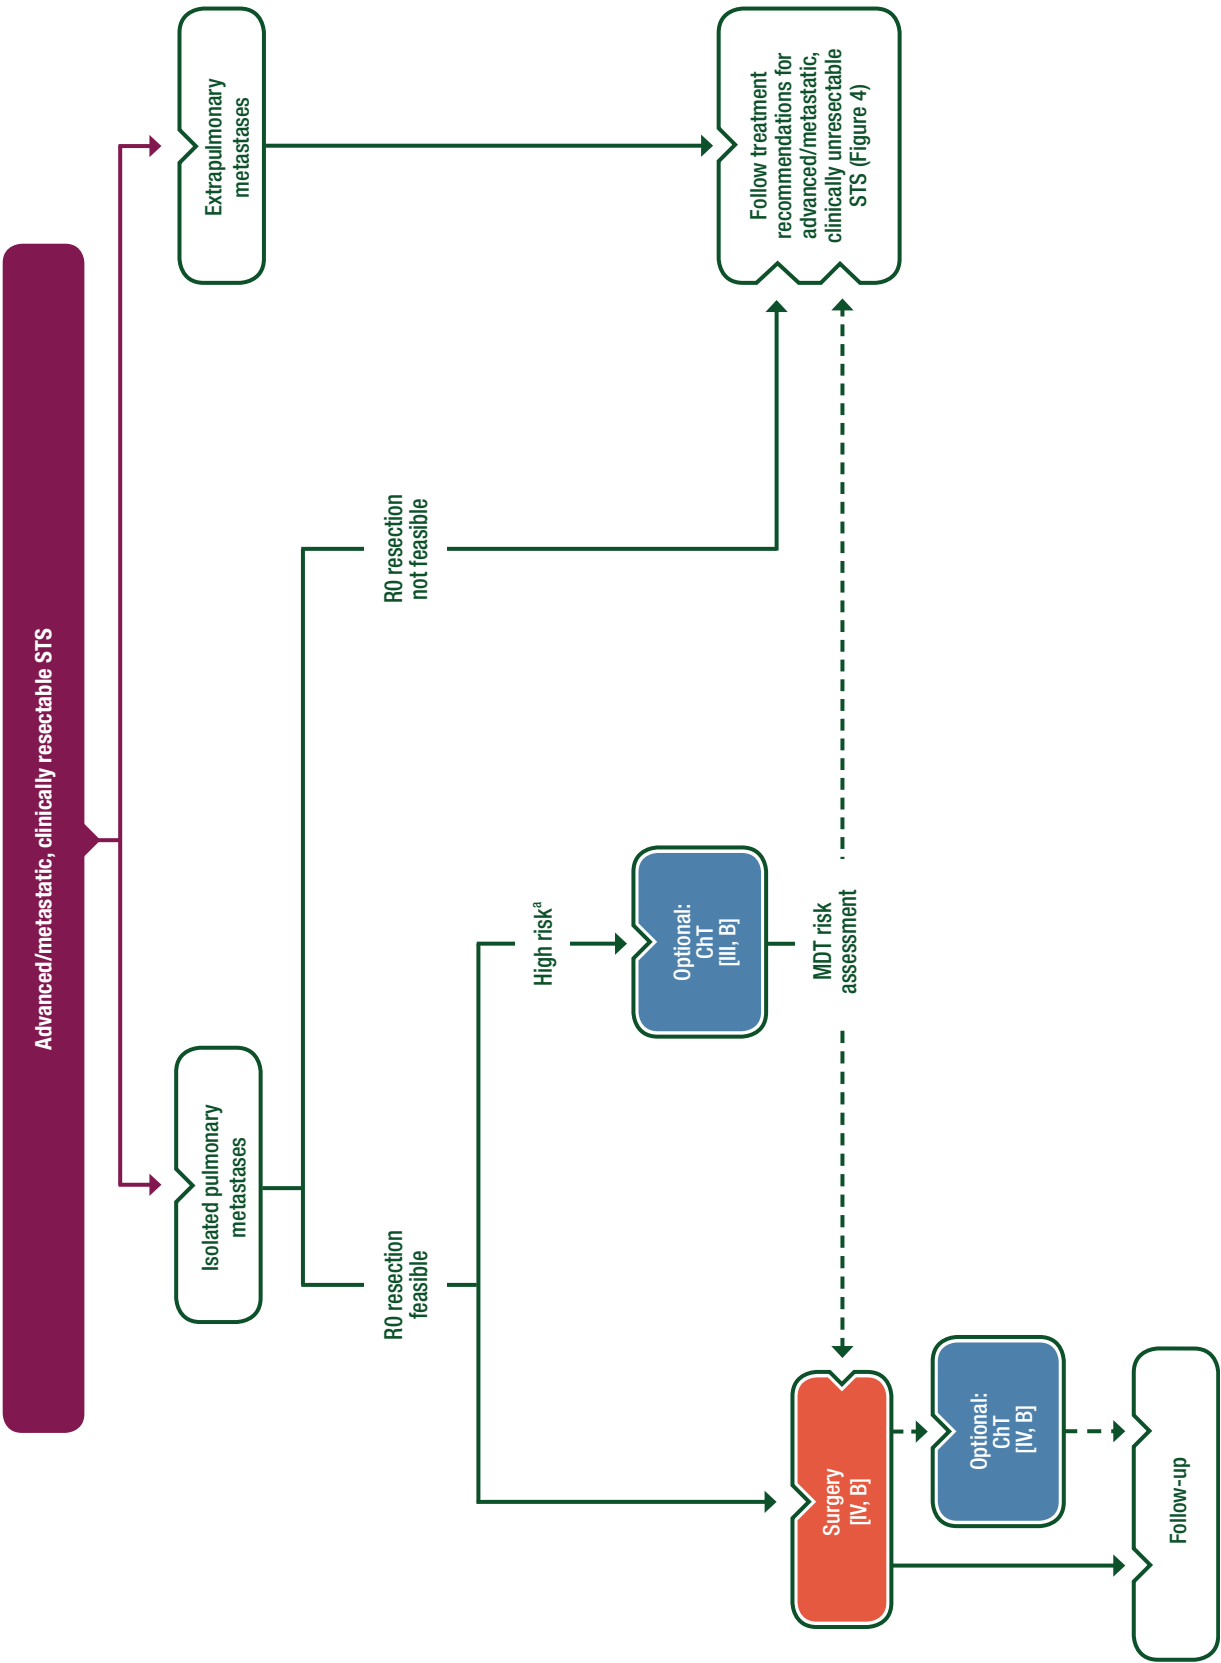 Advanced/metastatic, clinically resectable STS
Isolated pulmonary
metastases
Extrapulmonary
metastases
R0 resection
feasible
R0 resection
not feasible
High riskᵃ
Optional:
ChT
[III, B]
MDT risk
assessment
Surgery
[IV, B]
Follow treatment
recommendations for
advanced/metastatic,
clinically unresectable
STS (Figure 4)
Optional:
ChT
[IV, B]
Follow-up